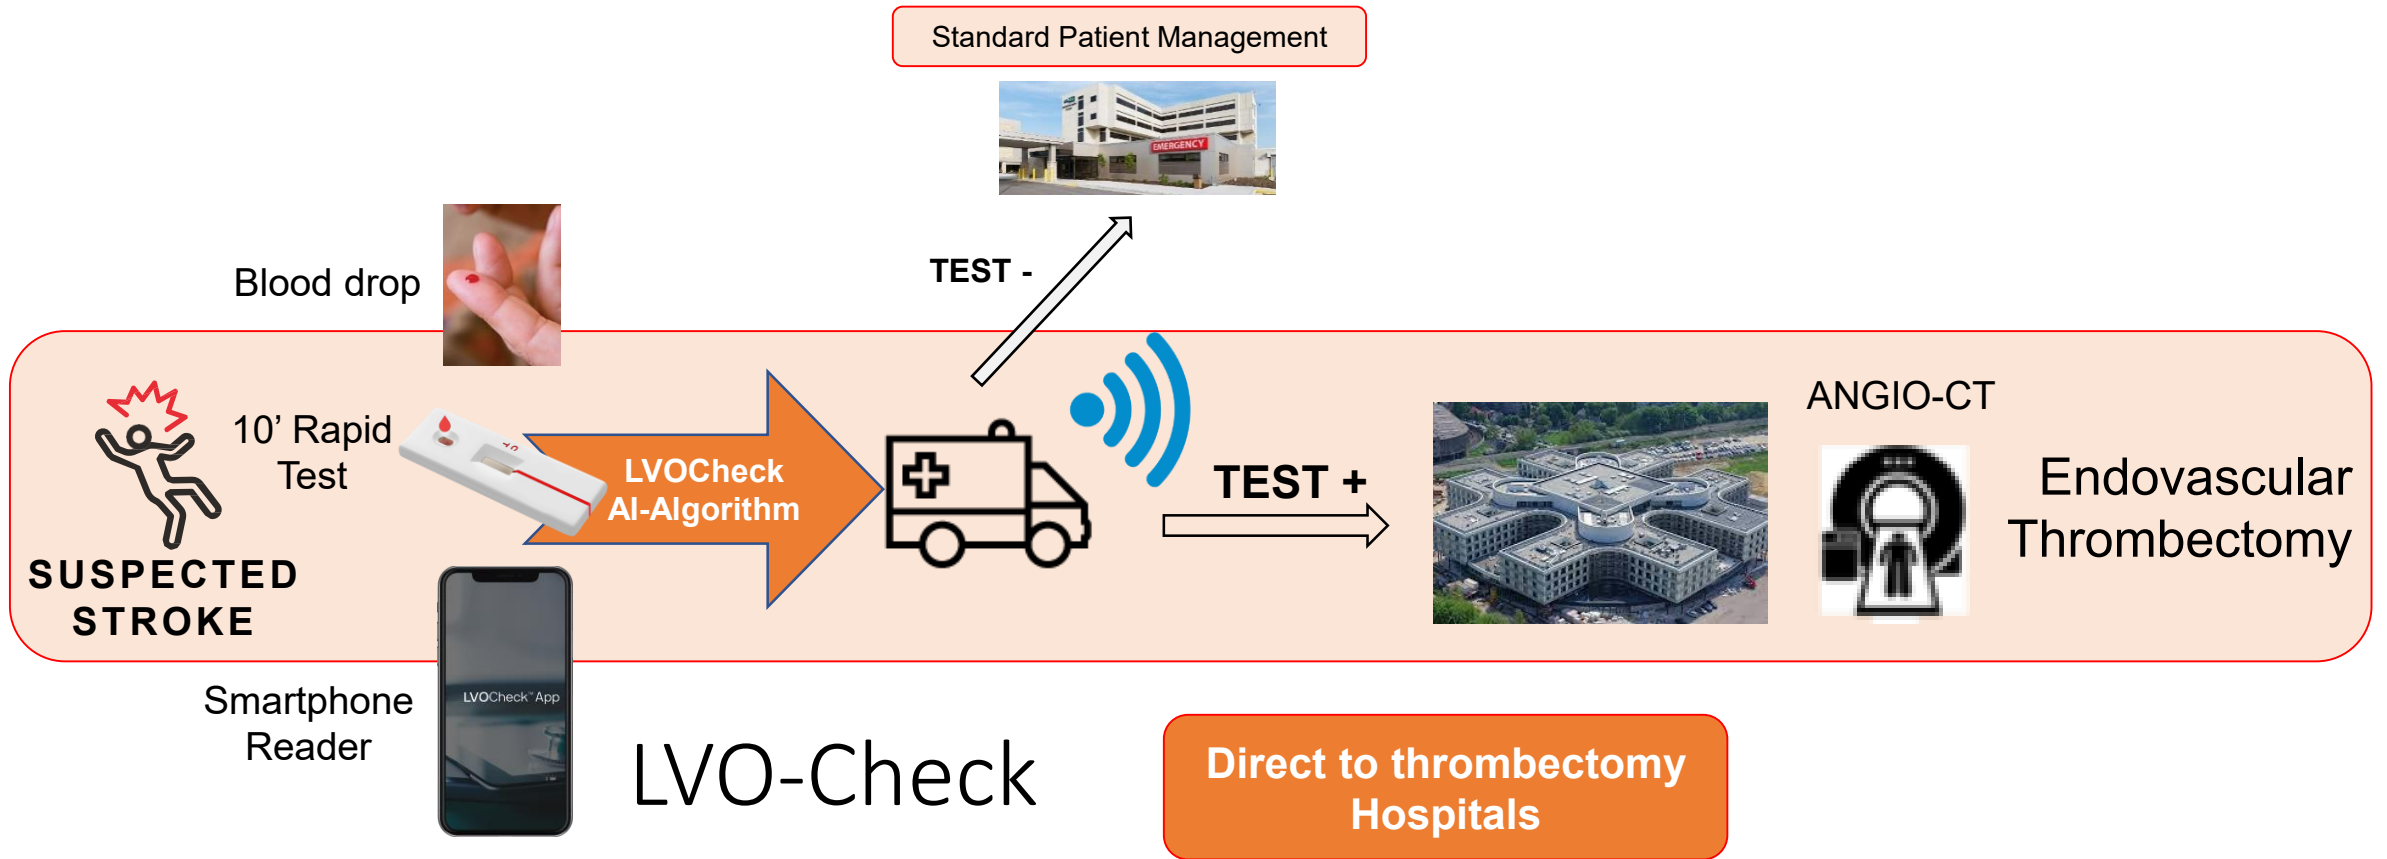 Standard Patient Management
EMERGENCY
TEST -
Blood drop
10’ Rapid
Test
LVOCheck
AI-Algorithm
SUSPECTED
STROKE
TEST +
ANGIO-CT
Endovascular
Thrombectomy
LVOCheck™ App
Smartphone
Reader
LVO-Check
Direct to thrombectomy
Hospitals